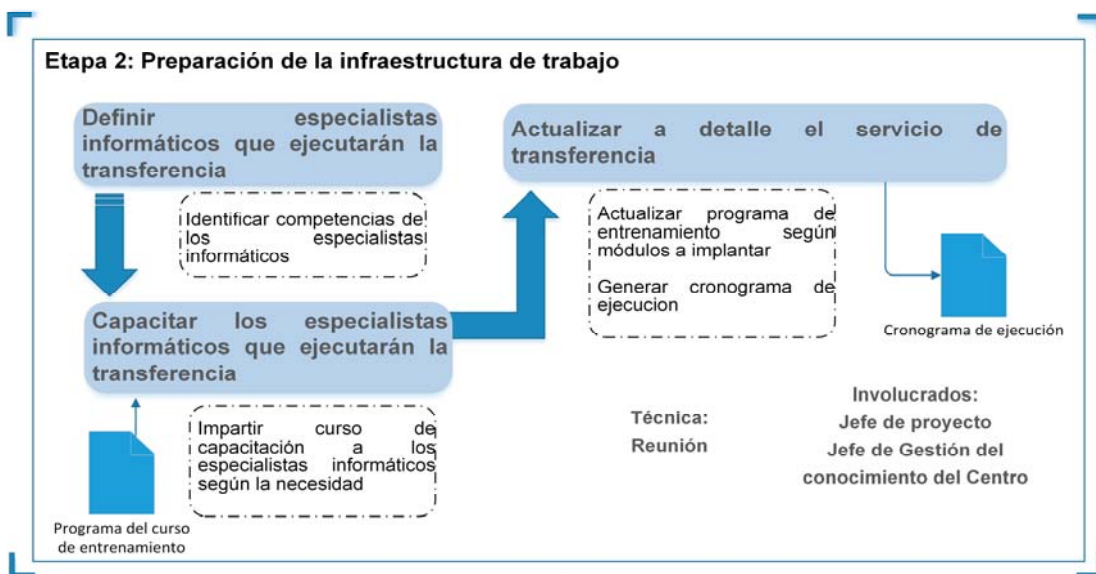 Etapa 2: Preparación de la infraestructura de trabajo
Definir especialistas
informáticos que ejecutarán la
transferencia
Identificar competencias de
los especialistas
informáticos
Capacitar los especialistas
informáticos que ejecutarán la
transferencia
Impartir curso de
capacitación a los
especialistas informáticos
según la necesidad
Programa del curso
de entrenamiento
Actualizar a detalle el servicio de
transferencia
Actualizar programa de
entrenamiento según
módulos a implantar
Generar cronograma de
ejecucion
Cronograma de ejecución
Técnica:
Reunión
Involucrados:
Jefe de proyecto
Jefe de Gestión del
conocimiento del Centro